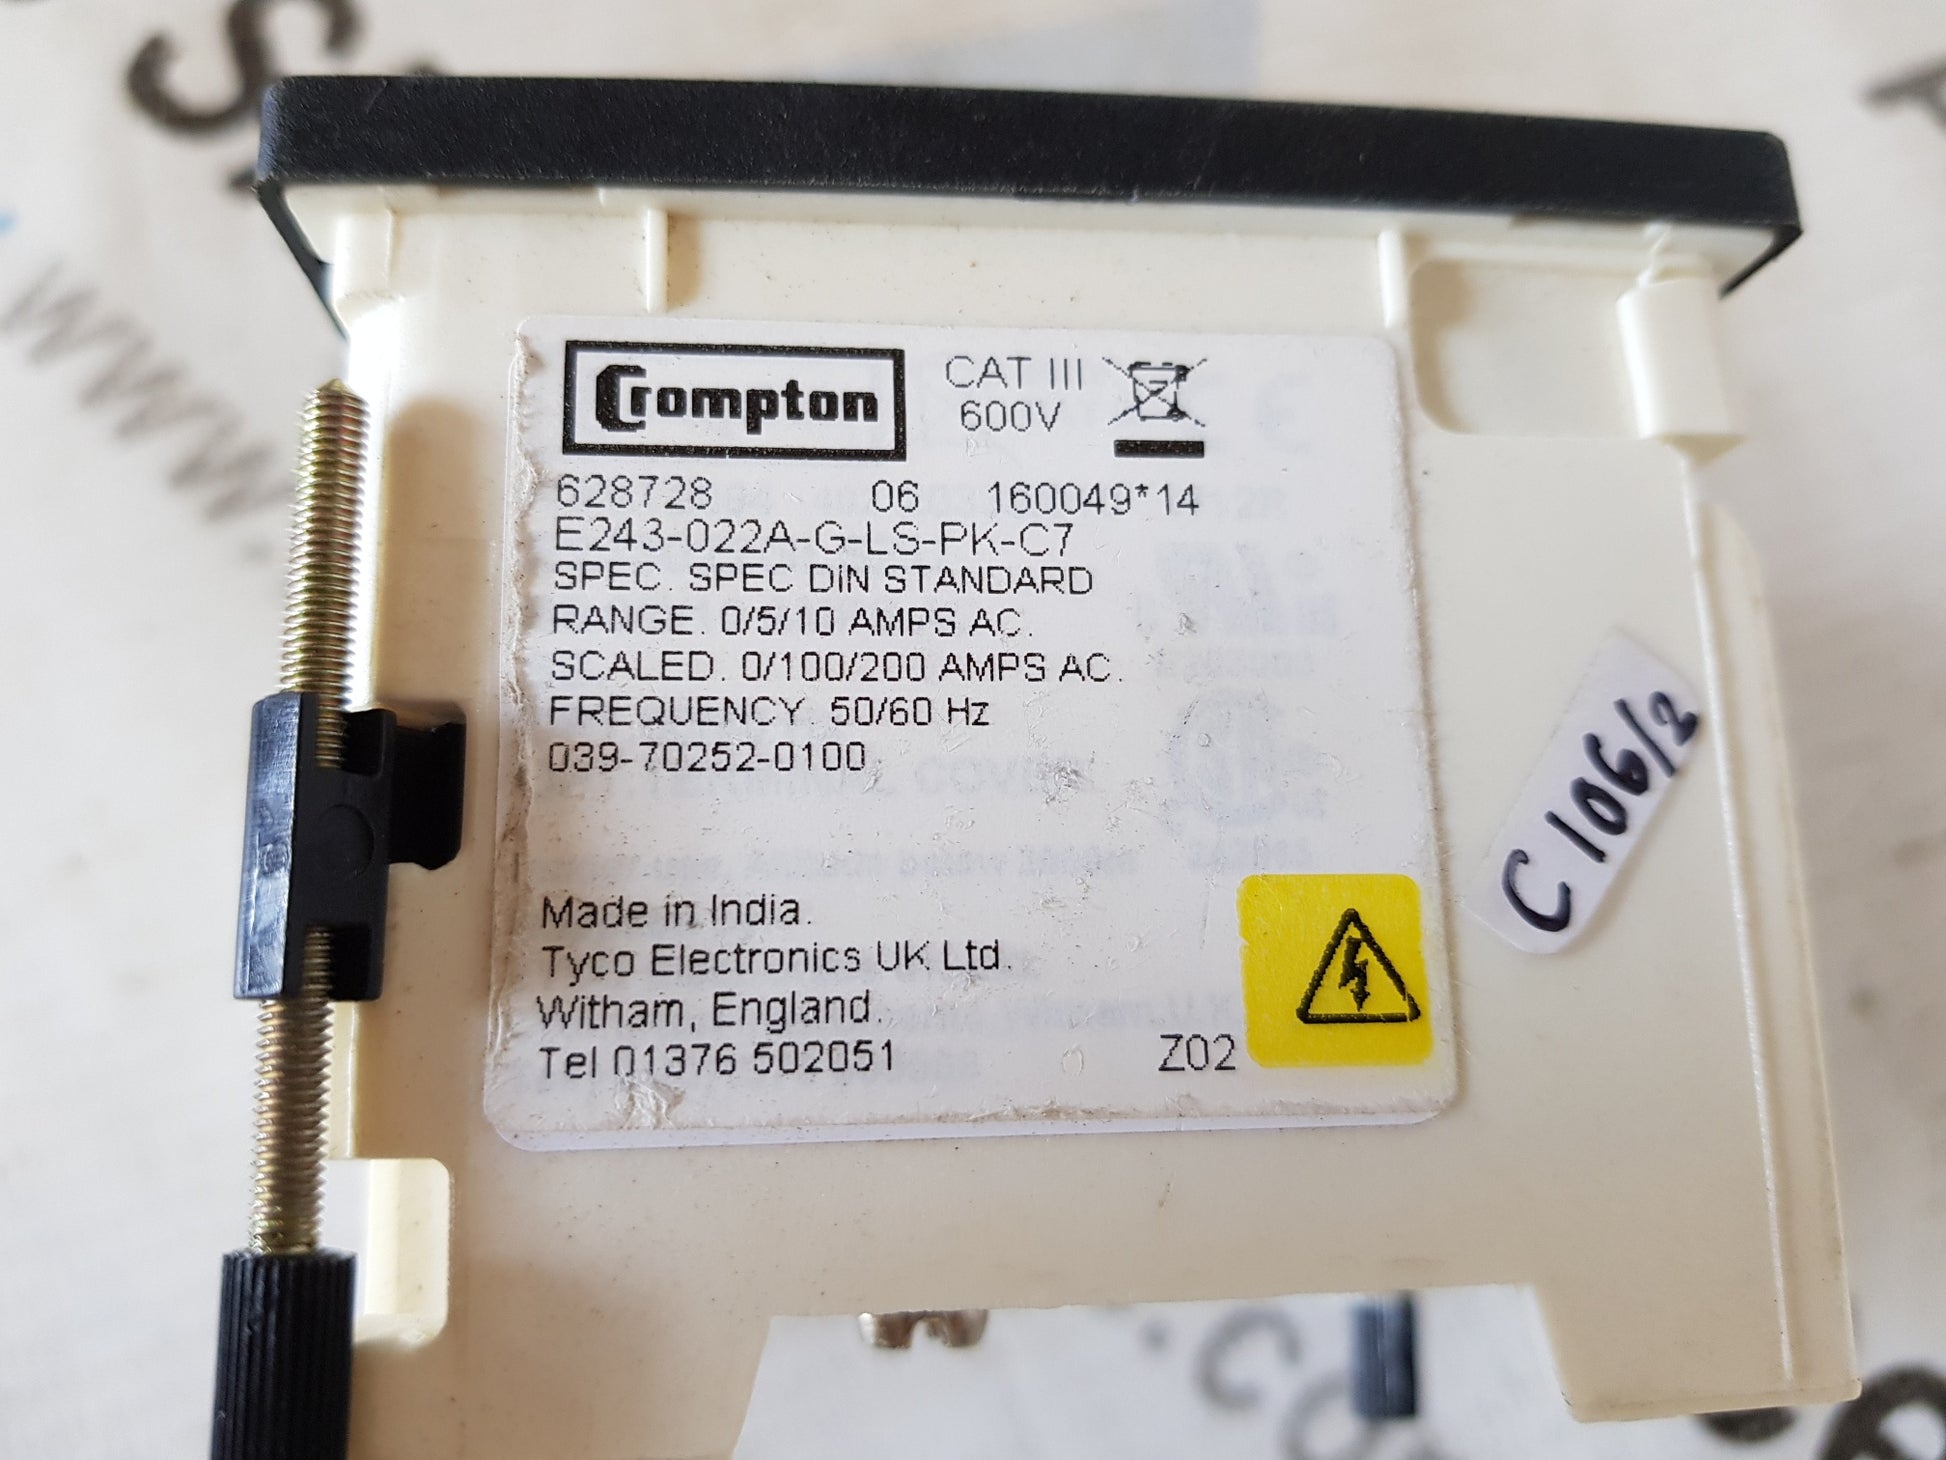 Crompton
CAT III
600V
628728 06 160049*14
E243-022A-G-LS-PK-C7
SPEC. SPEC DIN STANDARD
RANGE. 0/5/10 AMPS AC.
SCALED. 0/100/200 AMPS AC.
FREQUENCY. 50/60 Hz
039-70252-0100
Made in India.
Tyco Electronics UK Ltd.
Witham, England.
Tel 01376 502051
Z02
C106/2